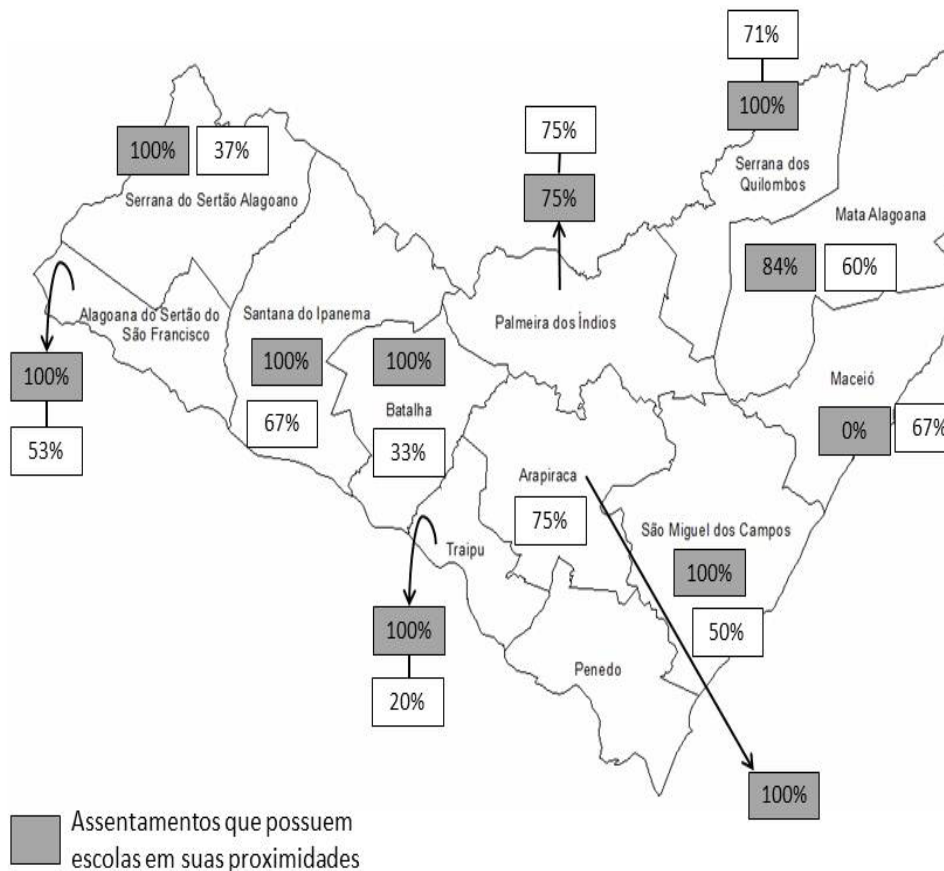 71%
100%
75%
75%
100%
37%
Serrana do Sertão Alagoano
Serrana dos
Quilombos
Mata Alagoana
84%
60%
Alagoana do Sertão do
São Francisco
Santana do Ipanema
Palmeira dos Índios
100%
53%
100%
67%
100%
Batalha
33%
Maceió
0%
67%
Arapiraca
75%
São Miguel dos Campos
100%
50%
Traipu
100%
20%
Penedo
100%
Assentamentos que possuem
escolas em suas proximidades